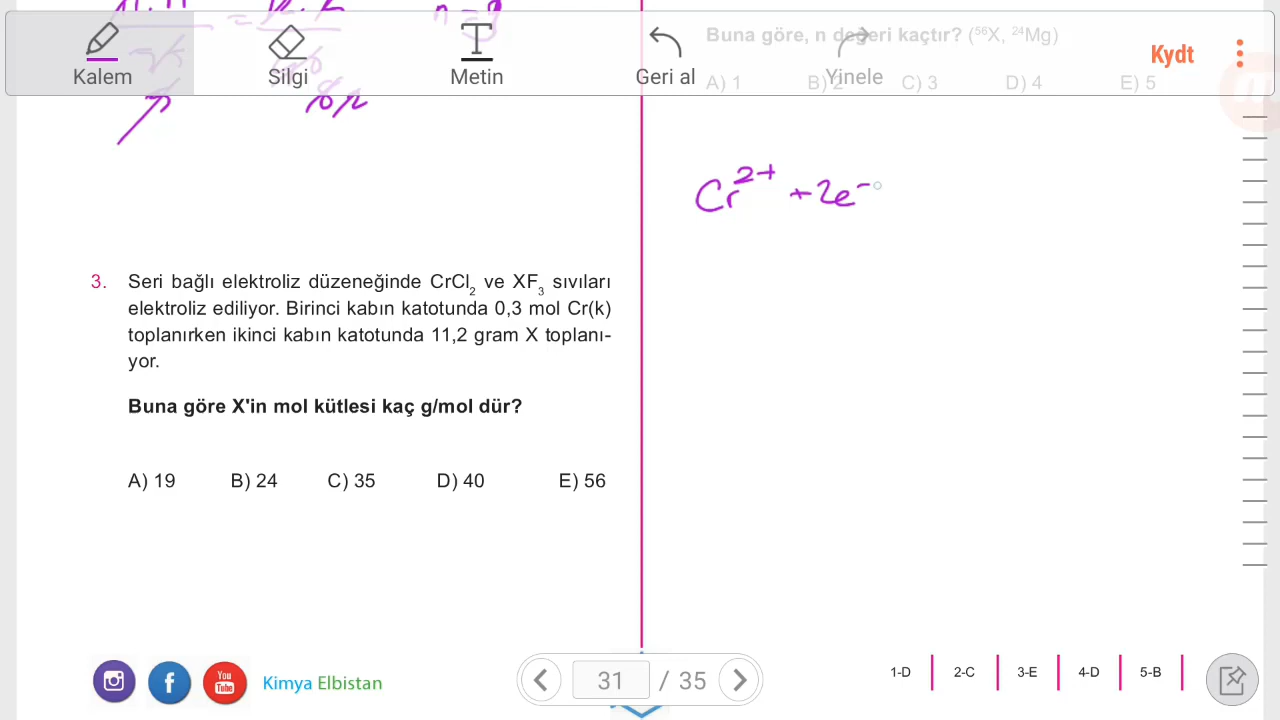 n = 8
Kalem
Silgi
Metin
Geri al
Yinele
Kydt
Buna göre, n değeri kaçtır? (⁵⁶X, ²⁴Mg)
A) 1 B) 2 C) 3 D) 4 E) 5
Cr²⁺ + 2e⁻
3. Seri bağlı elektroliz düzeneğinde CrCl₂ ve XF₃ sıvıları
elektroliz ediliyor. Birinci kabın katotunda 0,3 mol Cr(k)
toplanırken ikinci kabın katotunda 11,2 gram X toplanı-
yor.
Buna göre X'in mol kütlesi kaç g/mol dür?
A) 19 B) 24 C) 35 D) 40 E) 56
You
Tube
Kimya Elbistan
31 / 35
1-D 2-C 3-E 4-D 5-B